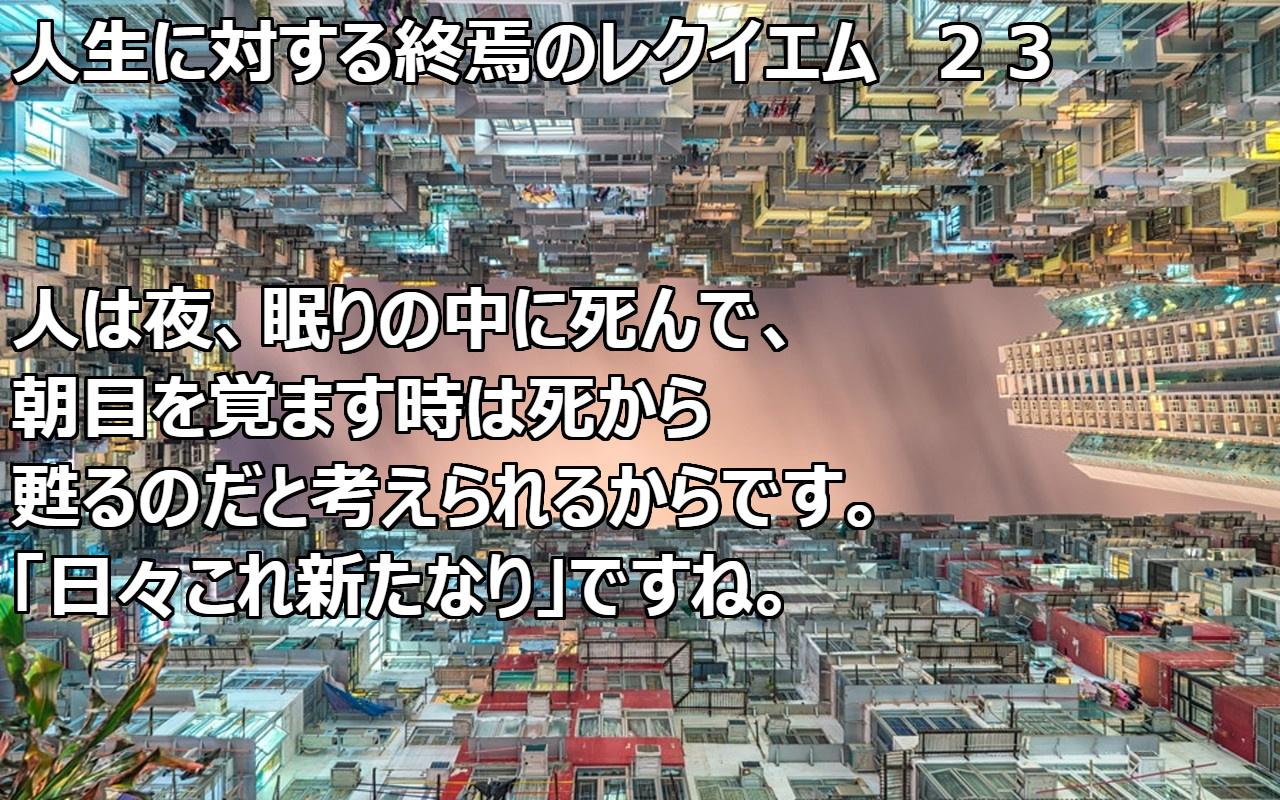 人生に対する終焉のレクイエム　２３
人は夜、眠りの中に死んで、
朝目を覚ます時は死から
甦るのだと考えられるからです。
「日々これ新たなり」ですね。